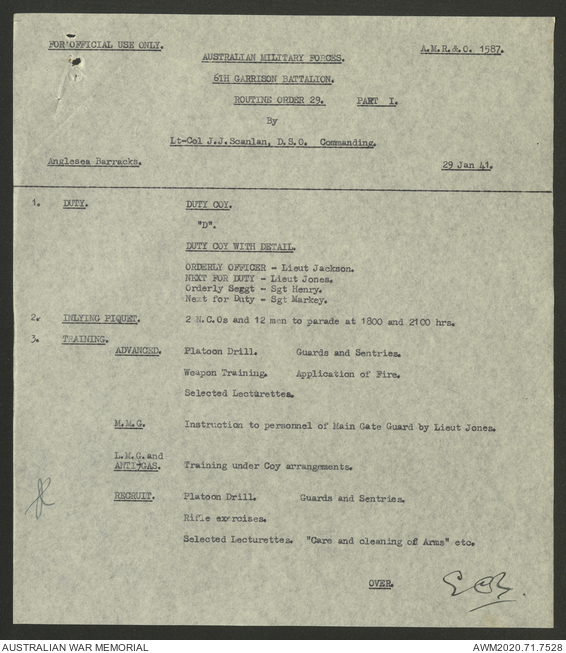 FOR OFFICIAL USE ONLY.
A.M.R.&.O. 1587.
AUSTRALIAN MILITARY FORCES.
6TH GARRISON BATTALION.
ROUTINE ORDER 29. PART I.
By
Lt-Col J.J.Scanlan, D.S.O. Commanding.
Anglesea Barracks.
29 Jan 41.
1. DUTY. DUTY COY.
"D".
DUTY COY WITH DETAIL.
ORDERLY OFFICER - Lieut Jackson.
NEXT FOR DUTY - Lieut Jones.
Orderly Seggt - Sgt Henry.
Next for Duty - Sgt Markey.
2. INLYING PIQUET. 2 N.C.Os and 12 men to parade at 1800 and 2100 hrs.
3. TRAINING.
ADVANCED. Platoon Drill. Guards and Sentries.
Weapon Training. Application of Fire.
Selected Lecturettes.
M.M.G. Instruction to personnel of Main Gate Guard by Lieut Jones.
L.M.G. and
ANTI-GAS. Training under Coy arrangements.
RECRUIT. Platoon Drill. Guards and Sentries.
Rifle exercises.
Selected Lecturettes. "Care and cleaning of Arms" etc.
OVER.
AUSTRALIAN WAR MEMORIAL
AWM2020.71.7528